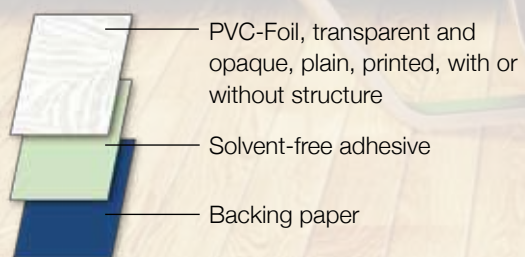 PVC-Foil, transparent and
opaque, plain, printed, with or
without structure
Solvent-free adhesive
Backing paper